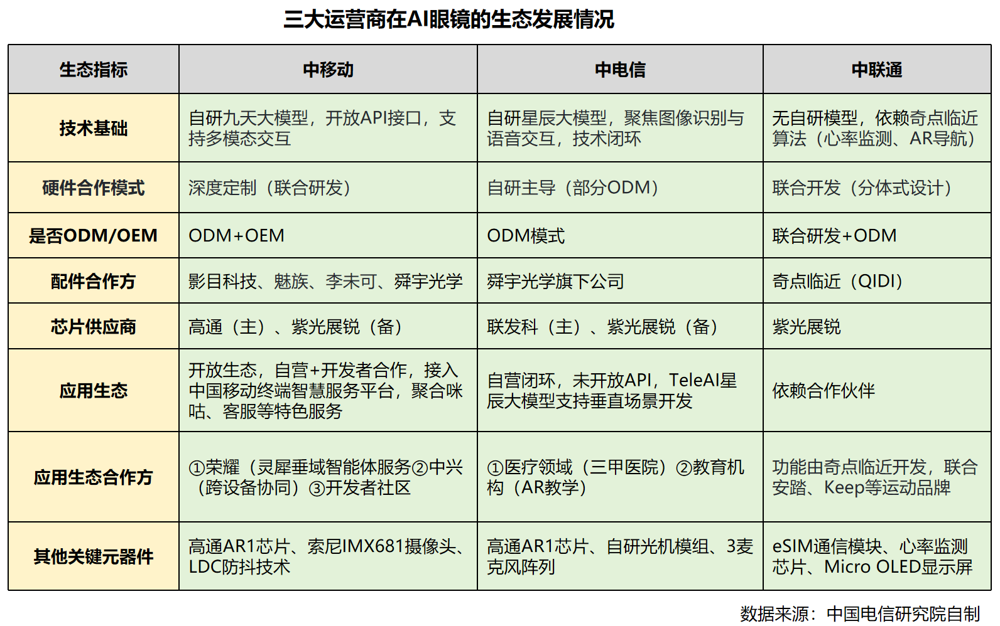 三大运营商在AI眼镜的生态发展情况
生态指标
中移动
中电信
中联通
技术基础
自研九天大模型，开放API接口，支
持多模态交互
自研星辰大模型，聚焦图像识别与
语音交互，技术闭环
无自研模型，依赖奇点临近
算法（心率监测、AR导航）
硬件合作模式
深度定制（联合研发）
自研主导（部分ODM）
联合开发（分体式设计）
是否ODM/OEM
ODM+OEM
ODM模式
联合研发+ODM
配件合作方
影目科技、魅族、李未可、舜宇光学
舜宇光学旗下公司
奇点临近（QIDI）
芯片供应商
高通（主）、紫光展锐（备）
联发科（主）、紫光展锐（备）
紫光展锐
应用生态
开放生态，自营+开发者合作，接入
中国移动终端智慧服务平台，聚合咪
咕、客服等特色服务
自营闭环，未开放API，TeleAI星
辰大模型支持垂直场景开发
依赖合作伙伴
应用生态合作方
①荣耀（灵犀垂域智能体服务②中兴
（跨设备协同）③开发者社区
①医疗领域（三甲医院）②教育机
构（AR教学）
功能由奇点临近开发，联合
安踏、Keep等运动品牌
其他关键元器件
高通AR1芯片、索尼IMX681摄像头、
LDC防抖技术
高通AR1芯片、自研光机模组、3麦
克风阵列
eSIM通信模块、心率监测
芯片、Micro OLED显示屏
数据来源：中国电信研究院自制